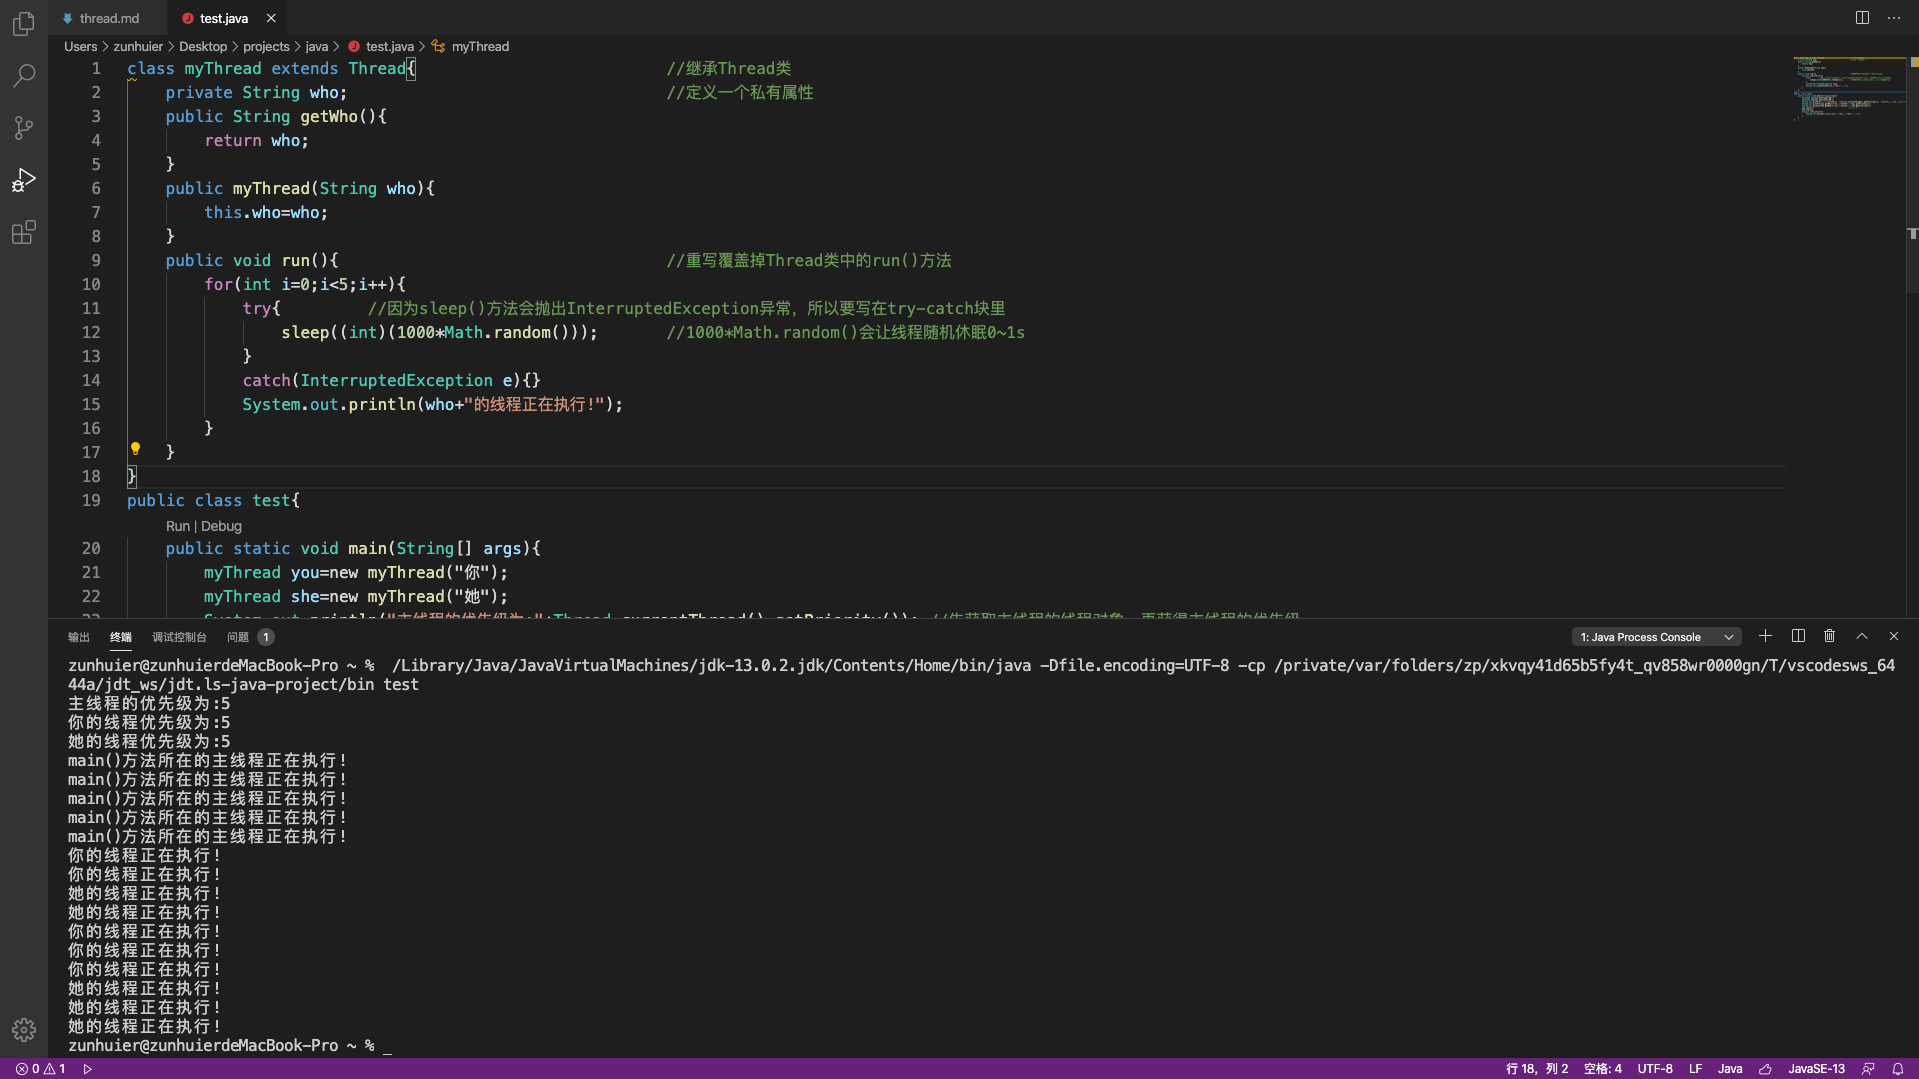 thread.md
test.java
Users > zunhuier > Desktop > projects > java > test.java > myThread
1 class myThread extends Thread{ //继承Thread类
2 private String who; //定义一个私有属性
3 public String getWho(){
4 return who;
5 }
6 public myThread(String who){
7 this.who=who;
8 }
9 public void run(){ //重写覆盖掉Thread类中的run()方法
10 for(int i=0;i<5;i++){
11 try{ //因为sleep()方法会抛出InterruptedException异常，所以要写在try-catch块里
12 sleep((int)(1000*Math.random())); //1000*Math.random()会让线程随机休眠0~1s
13 }
14 catch(InterruptedException e){}
15 System.out.println(who+"的线程正在执行!");
16 }
17 }
18 }
19 public class test{
Run | Debug
20 public static void main(String[] args){
21 myThread you=new myThread("你");
22 myThread she=new myThread("她");
输出 终端 调试控制台 问题 1
1: Java Process Console
zunhuier@zunhuierdeMacBook-Pro ~ % /Library/Java/JavaVirtualMachines/jdk-13.0.2.jdk/Contents/Home/bin/java -Dfile.encoding=UTF-8 -cp /private/var/folders/zp/xkvqy41d65b5fy4t_qv858wr0000gn/T/vscodesws_64
44a/jdt_ws/jdt.ls-java-project/bin test
主线程的优先级为:5
你的线程优先级为:5
她的线程优先级为:5
main()方法所在的主线程正在执行!
main()方法所在的主线程正在执行!
main()方法所在的主线程正在执行!
main()方法所在的主线程正在执行!
main()方法所在的主线程正在执行!
你的线程正在执行!
你的线程正在执行!
她的线程正在执行!
她的线程正在执行!
你的线程正在执行!
你的线程正在执行!
你的线程正在执行!
她的线程正在执行!
她的线程正在执行!
她的线程正在执行!
zunhuier@zunhuierdeMacBook-Pro ~ % _
0 1
行 18，列 2 空格: 4 UTF-8 LF Java JavaSE-13